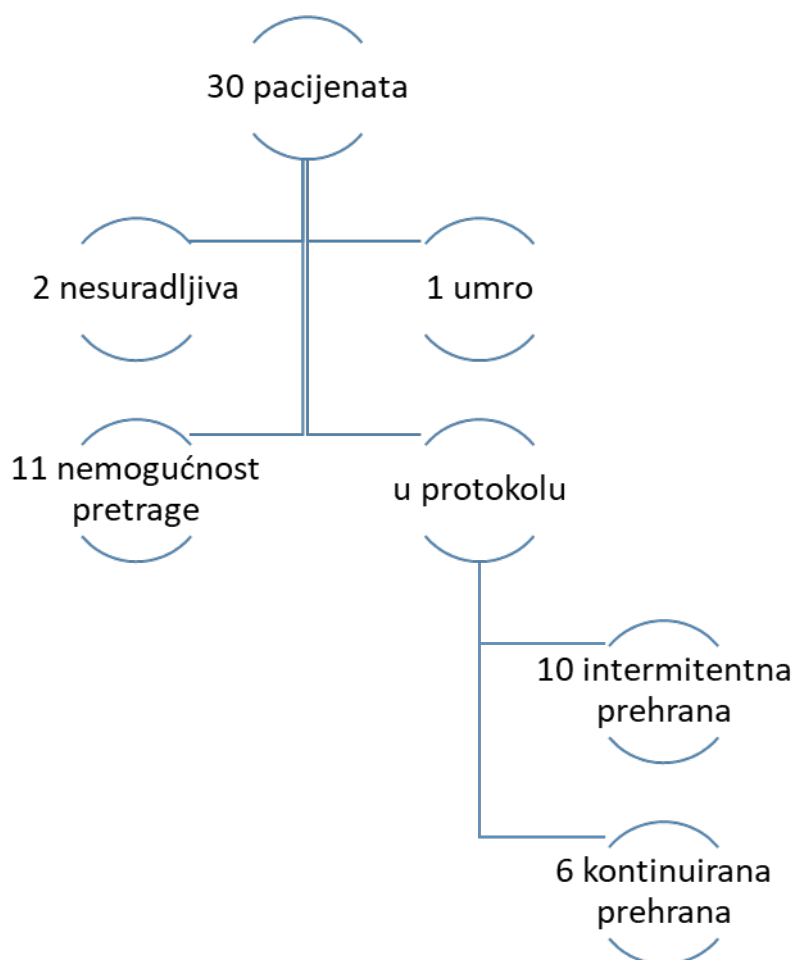 30 pacijenata
2 nesuradljiva
1 umro
11 nemogućnost
pretrage
u protokolu
10 intermitentna
prehrana
6 kontinuirana
prehrana